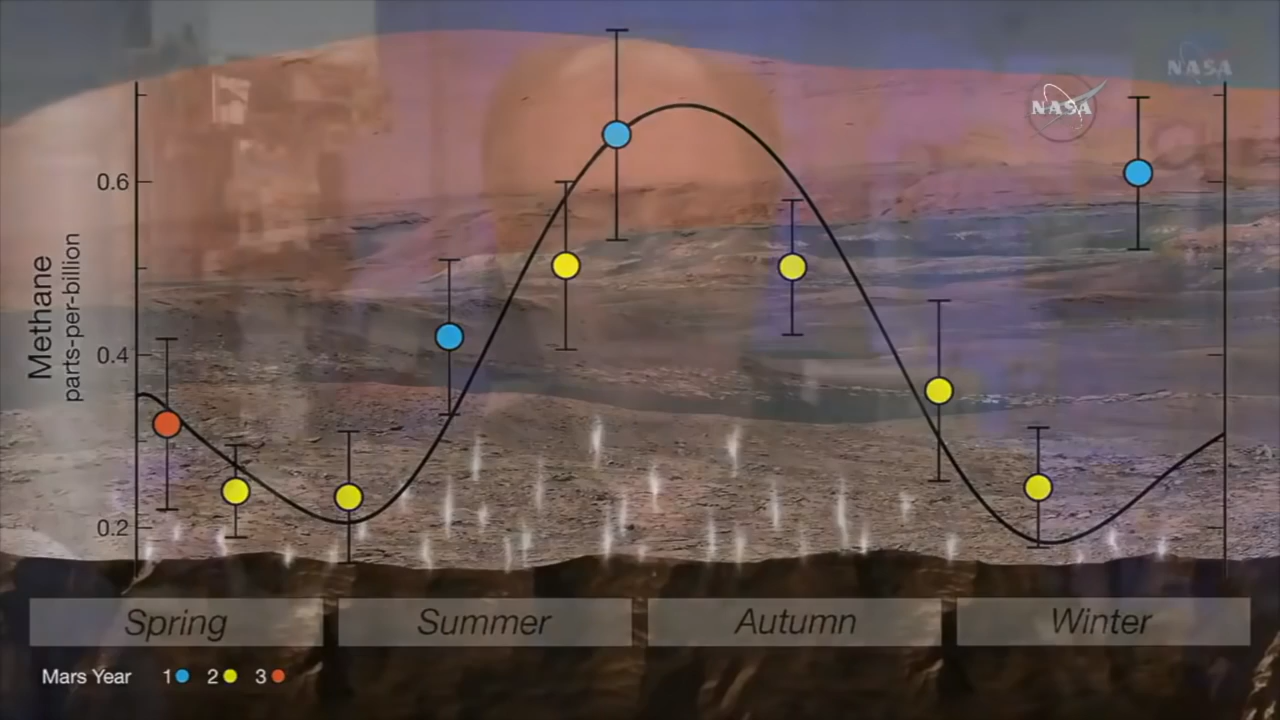 NASA
NASA
0.6
0.4
0.2
Methane
parts-per-billion
Spring Summer Autumn Winter
Mars Year 1 2 3